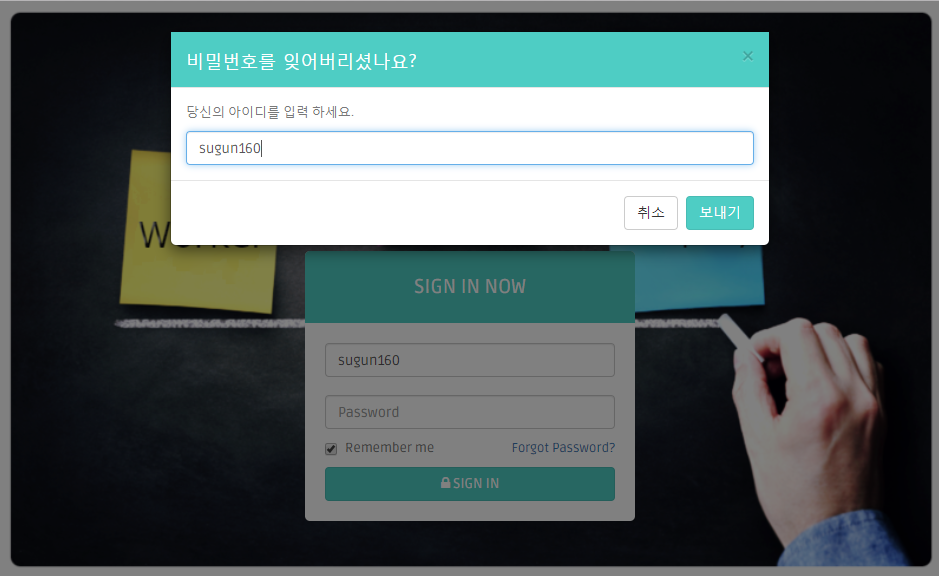 비밀번호를 잊어버리셨나요?
×
당신의 아이디를 입력 하세요.
sugun160
취소
보내기
SIGN IN NOW
sugun160
Password
Remember me
Forgot Password?
SIGN IN